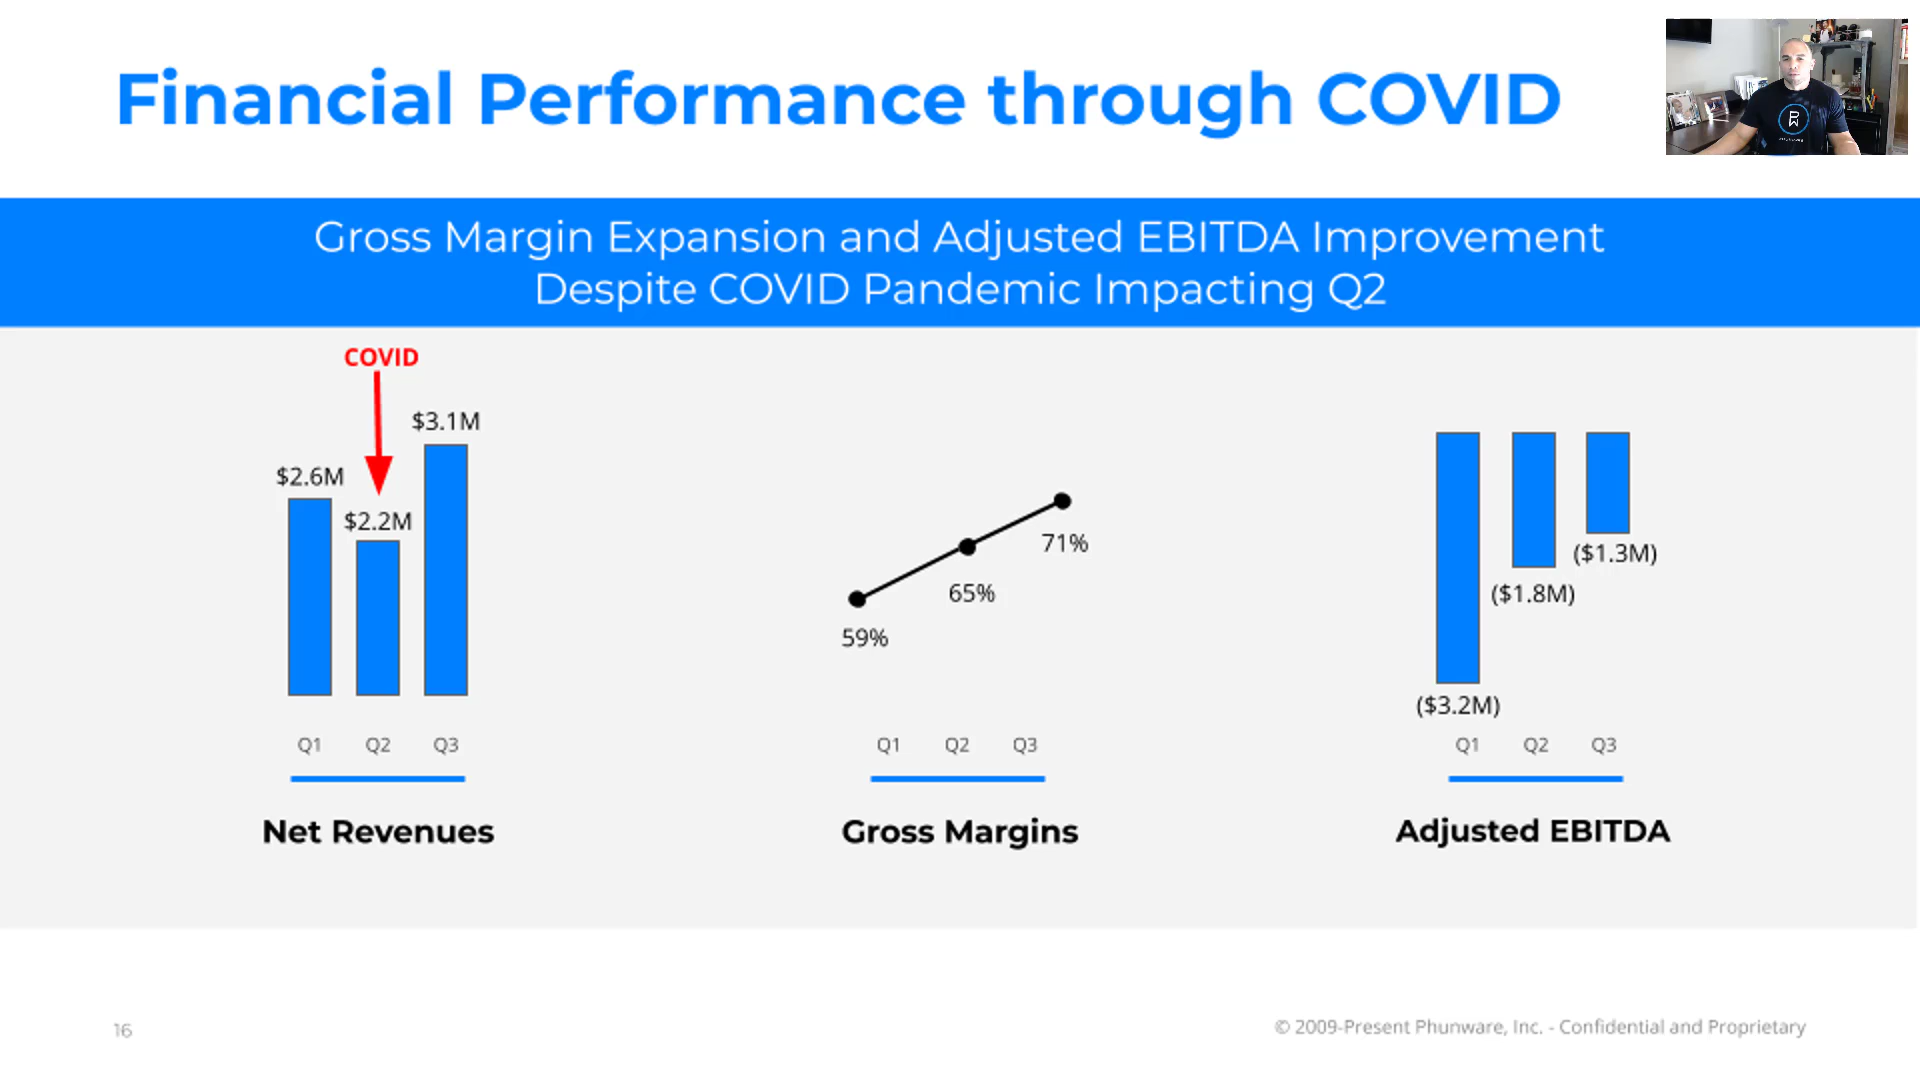 Financial Performance through COVID
Gross Margin Expansion and Adjusted EBITDA Improvement
Despite COVID Pandemic Impacting Q2
COVID
$2.6M
$2.2M
$3.1M
Q1 Q2 Q3
Net Revenues
59%
65%
71%
Q1 Q2 Q3
Gross Margins
($3.2M)
($1.8M)
($1.3M)
Q1 Q2 Q3
Adjusted EBITDA
16
© 2009-Present Phunware, Inc. - Confidential and Proprietary